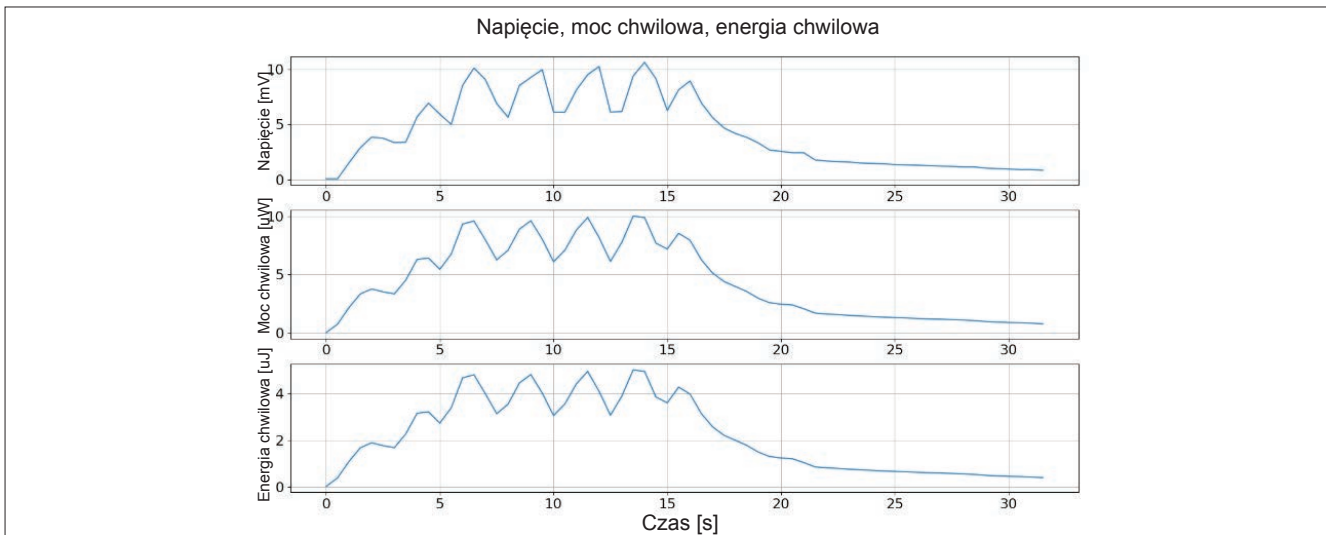 Napięcie, moc chwilowa, energia chwilowa
Napięcie [mV]
10
5
0
0 5 10 15 20 25 30
Moc chwilowa [uW]
10
5
0
0 5 10 15 20 25 30
Energia chwilowa [uJ]
4
2
0
0 5 10 15 20 25 30
Czas [s]